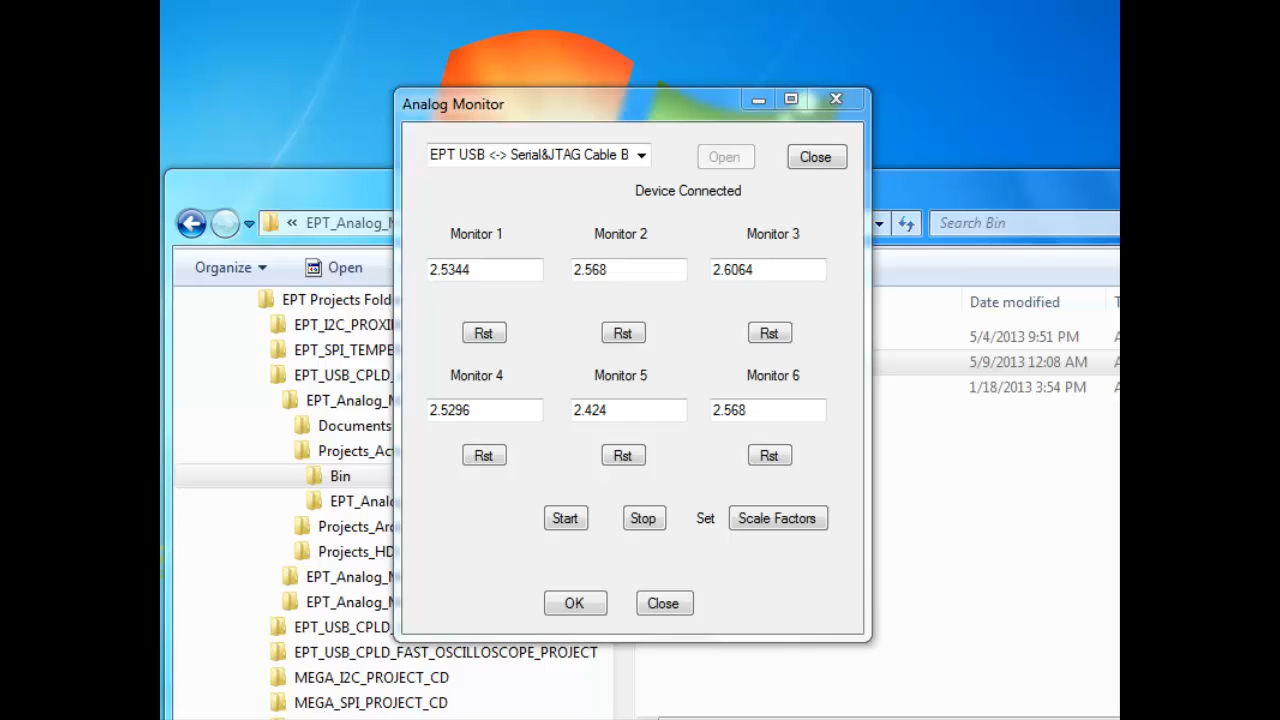 Analog Monitor
EPT USB <-> Serial&JTAG Cable B
Open
Close
Device Connected
Monitor 1
Monitor 2
Monitor 3
2.5344
2.568
2.6064
Rst
Rst
Rst
Monitor 4
Monitor 5
Monitor 6
2.5296
2.424
2.568
Rst
Rst
Rst
Start
Stop
Set
Scale Factors
OK
Close
« EPT_Analog_
Search Bin
Organize
Open
EPT Projects Fold
EPT_I2C_PROXI
EPT_SPI_TEMPE
EPT_USB_CPLD_
EPT_Analog_M
Documents
Projects_Ac
Bin
EPT_Analo
Projects_Ar
Projects_HD
EPT_Analog_M
EPT_Analog_M
EPT_USB_CPLD_
EPT_USB_CPLD_FAST_OSCILLOSCOPE_PROJECT
MEGA_I2C_PROJECT_CD
MEGA_SPI_PROJECT_CD
Date modified
5/4/2013 9:51 PM
5/9/2013 12:08 AM
1/18/2013 3:54 PM